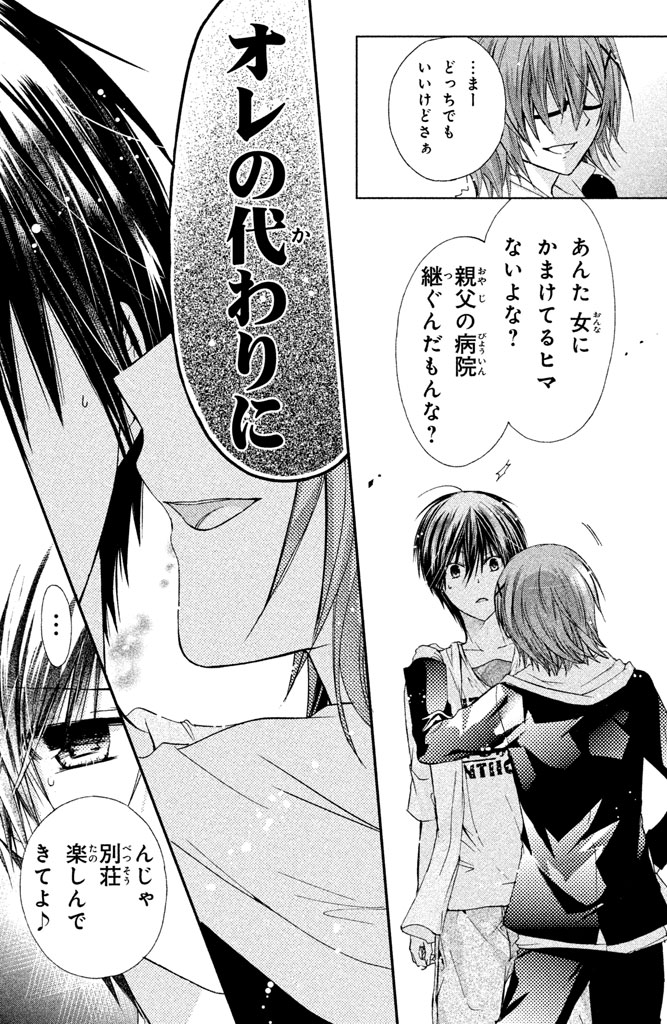 …まー
どっちでも
いいけどさぁ
あんた 女に
かまけてるヒマ
ないよな?
親父の病院
継ぐんだもんな?
オレの代わりに
…
んじゃ
別荘
楽しんで
きてよ♪